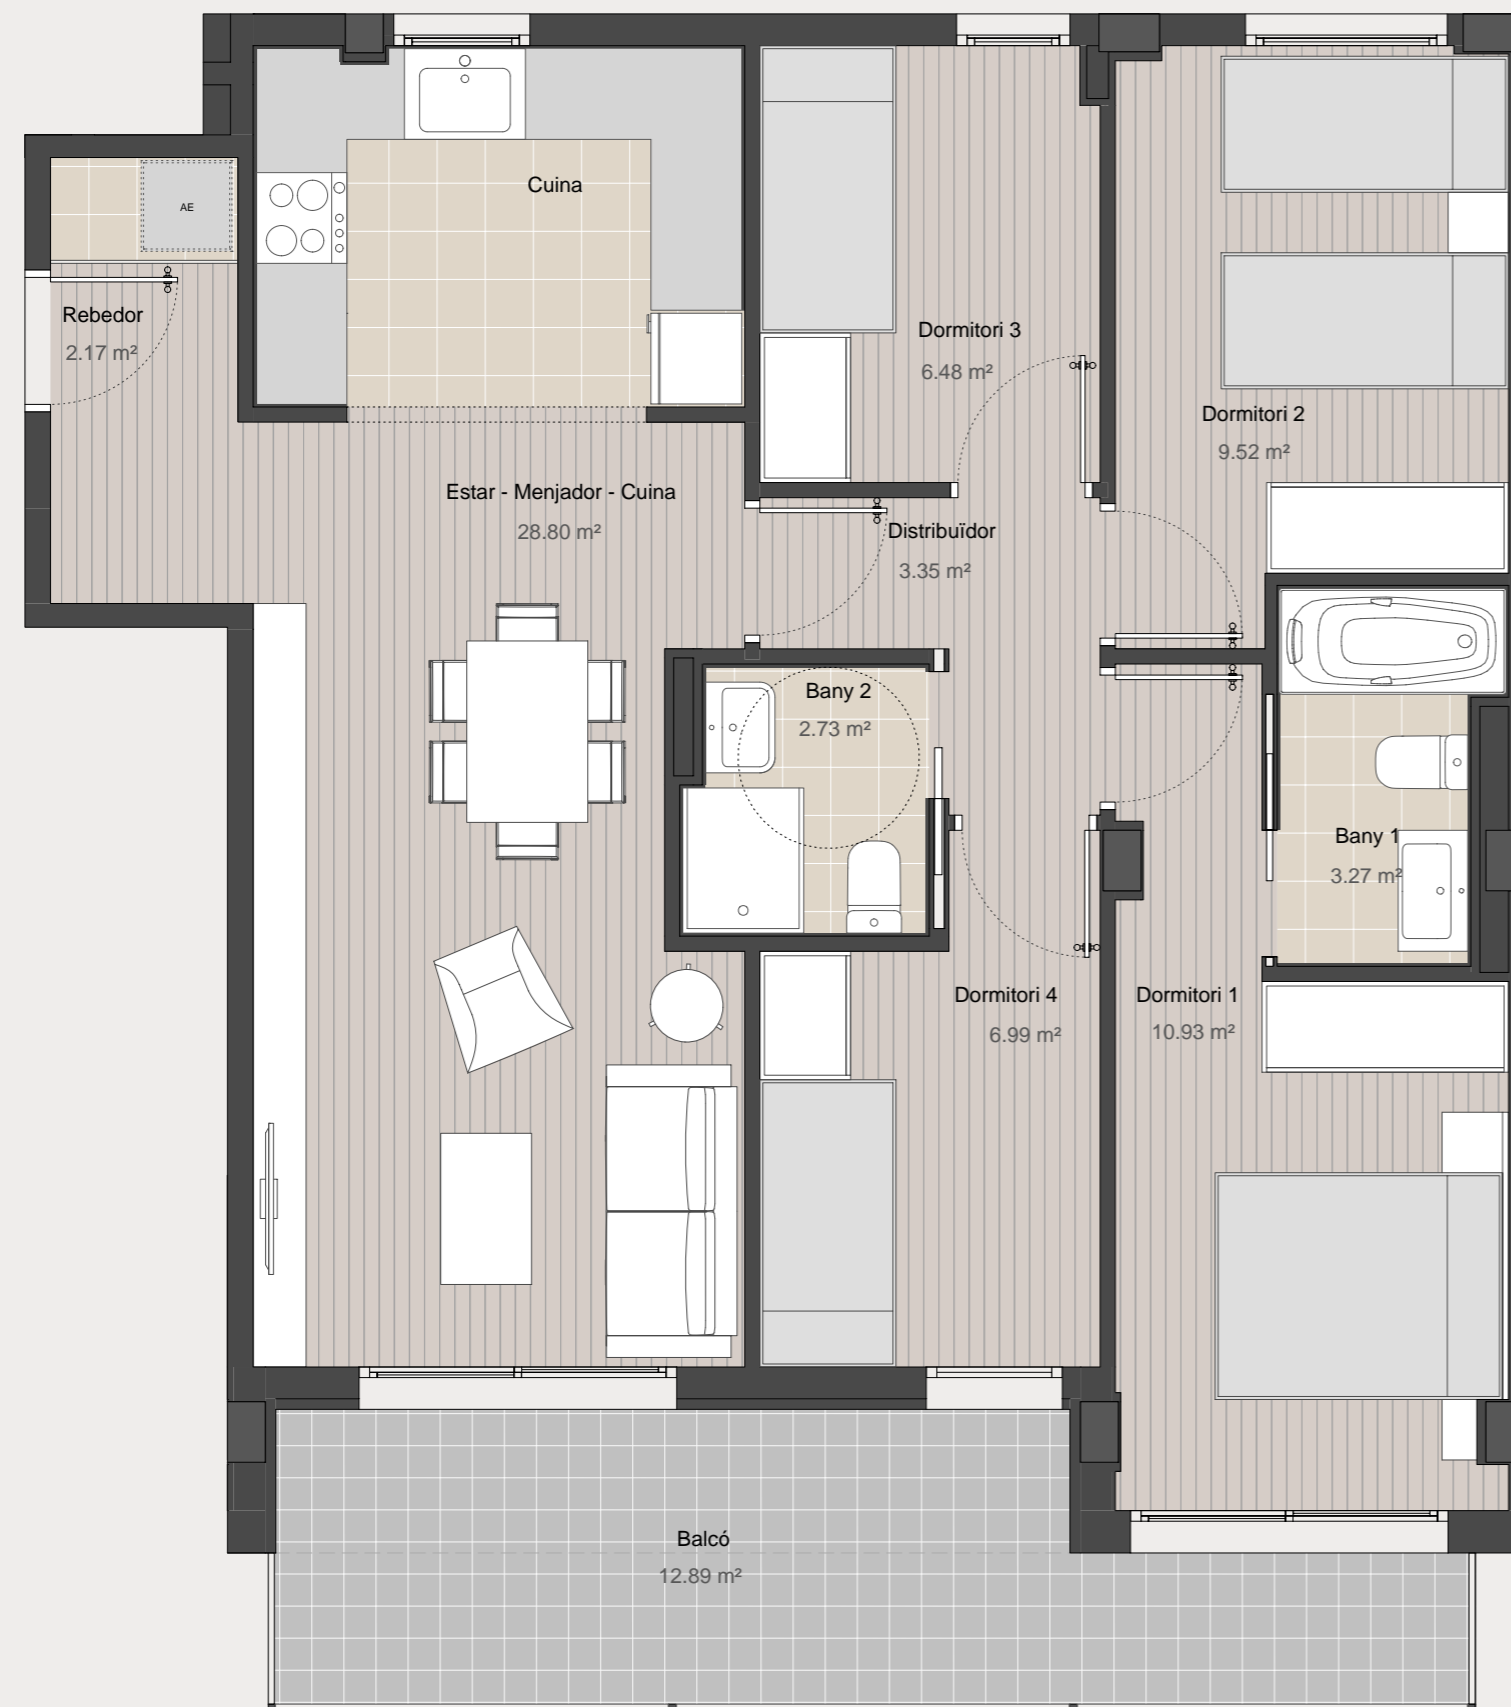 Cuina
AE
Rebedor
2.17 m²
Dormitori 3
6.48 m²
Dormitori 2
9.52 m²
Estar - Menjador - Cuina
28.80 m²
Distribuïdor
3.35 m²
Bany 2
2.73 m²
Bany 1
3.27 m²
Dormitori 4
6.99 m²
Dormitori 1
10.93 m²
Balcó
12.89 m²